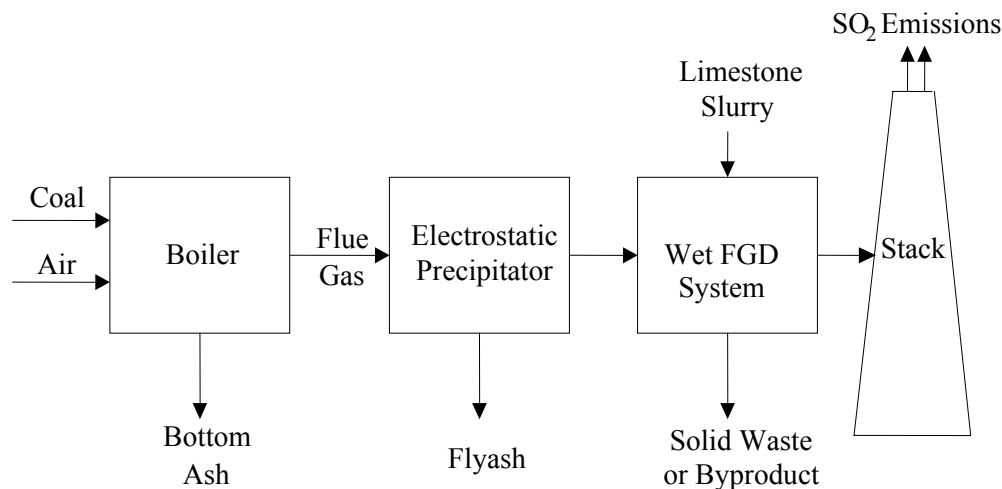 SO2 Emissions
Limestone
Slurry
Coal
Air
Boiler
Flue
Gas
Electrostatic
Precipitator
Wet FGD
System
Stack
Bottom
Ash
Flyash
Solid Waste
or Byproduct